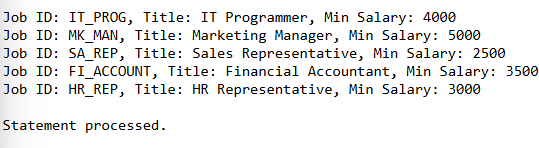 Job ID: IT_PROG, Title: IT Programmer, Min Salary: 4000
Job ID: MK_MAN, Title: Marketing Manager, Min Salary: 5000
Job ID: SA_REP, Title: Sales Representative, Min Salary: 2500
Job ID: FI_ACCOUNT, Title: Financial Accountant, Min Salary: 3500
Job ID: HR_REP, Title: HR Representative, Min Salary: 3000
Statement processed.